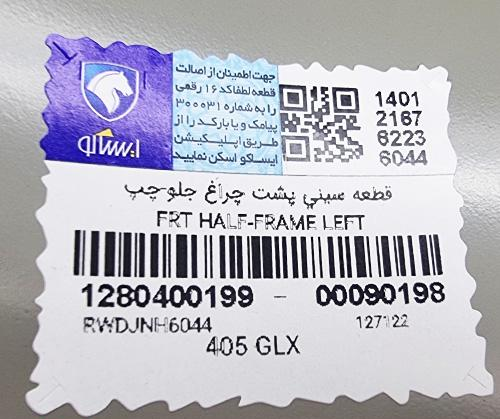 ایساکو
جهت اطمینان از اصالت
قطعه لطفا کد ۱۶ رقمی
را به شماره ۳۰۰۰۳۱
پیامک و یا بارکد را از
طریق اپلیکیشن
ایساکو اسکن نمایید
1401
2167
6223
6044
قطعه سيني پشت چراغ جلو چپ
FRT HALF-FRAME LEFT
1280400199 - 00090198
RWDJNH6044 127122
405 GLX